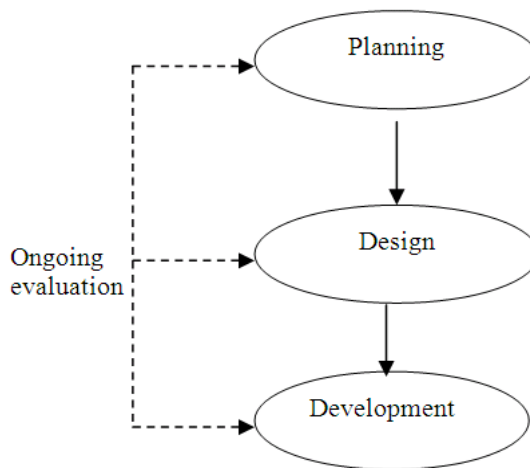 Planning
Design
Ongoing
evaluation
Development